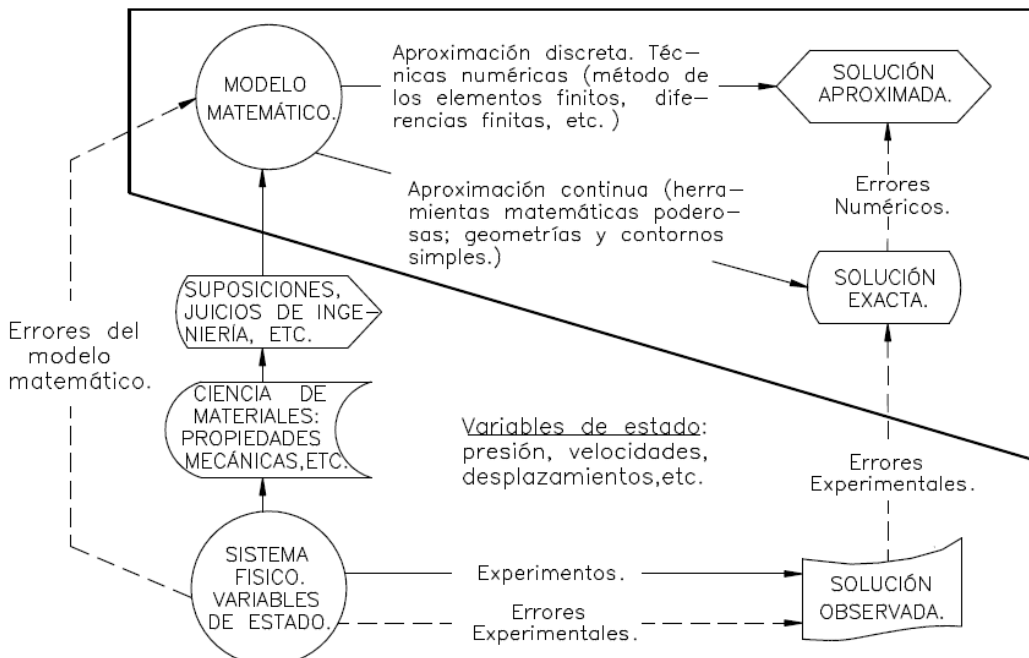 MODELO
MATEMÁTICO.
Aproximación discreta. Téc-
nicas numéricas (método de
los elementos finitos, dife-
rencias finitas, etc.)
SOLUCIÓN
APROXIMADA.
Aproximación continua (herra-
mientas matemáticas podero-
sas; geometrías y contornos
simples.)
Errores
Numéricos.
SOLUCIÓN
EXACTA.
SUPOSICIONES,
JUICIOS DE INGE-
NIERÍA, ETC.
Errores del
modelo
matemático.
CIENCIA DE
MATERIALES:
PROPIEDADES
MECÁNICAS,ETC.
Variables de estado:
presión, velocidades,
desplazamientos,etc.
Errores
Experimentales.
SISTEMA
FISICO.
VARIABLES
DE ESTADO.
Experimentos.
Errores
Experimentales.
SOLUCIÓN
OBSERVADA.